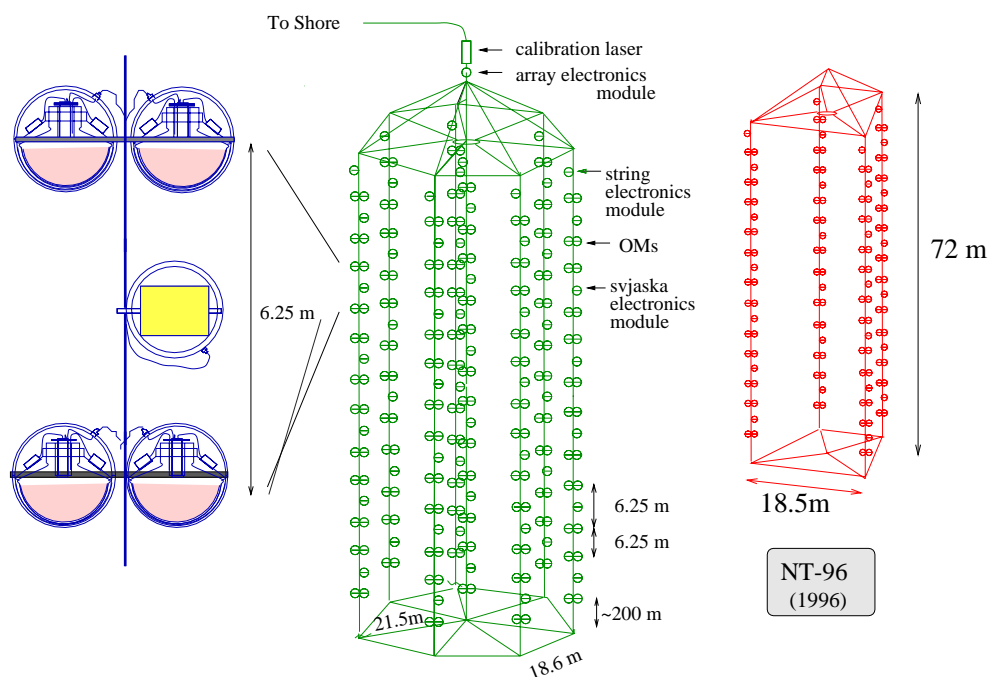 To Shore
calibration laser
array electronics
module
string
electronics
module
OMs
svjaska
electronics
module
6.25 m
6.25 m
6.25 m
~200 m
21.5m
18.6 m
72 m
18.5m
NT-96
(1996)